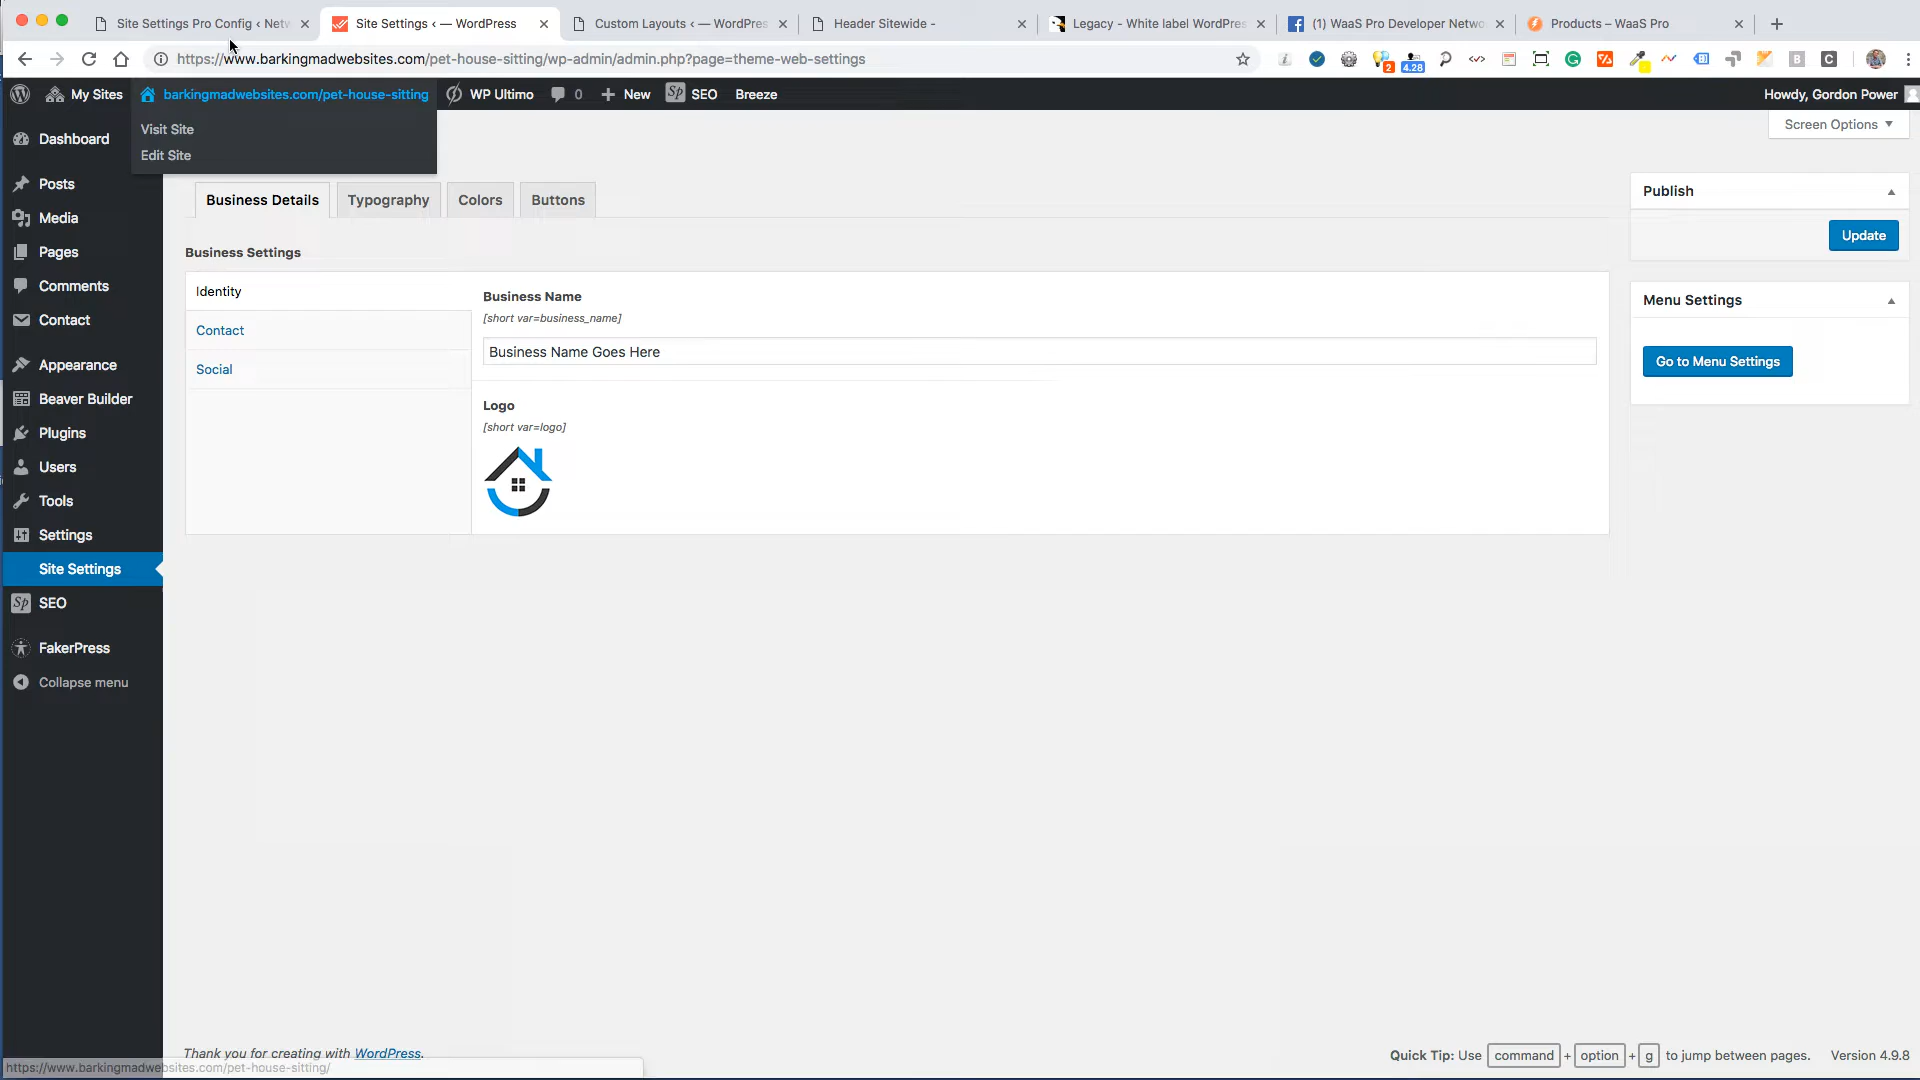 Site Settings Pro Config ‹ Netw
Site Settings ‹ — WordPress
Custom Layouts ‹ — WordPres
Header Sitewide -
Legacy - White label WordPres
(1) WaaS Pro Developer Netwo
Products – WaaS Pro
https://www.barkingmadwebsites.com/pet-house-sitting/wp-admin/admin.php?page=theme-web-settings
2
4.28
B
C
My Sites
barkingmadwebsites.com/pet-house-sitting
WP Ultimo
0
New
Sp SEO
Breeze
Howdy, Gordon Power
Visit Site
Edit Site
Screen Options
Dashboard
Posts
Media
Pages
Comments
Contact
Appearance
Beaver Builder
Plugins
Users
Tools
Settings
Site Settings
Sp SEO
FakerPress
Collapse menu
Business Details
Typography
Colors
Buttons
Business Settings
Identity
Contact
Social
Business Name
[short var=business_name]
Business Name Goes Here
Logo
[short var=logo]
Publish
Update
Menu Settings
Go to Menu Settings
Thank you for creating with WordPress.
Quick Tip: Use command + option + g to jump between pages.
Version 4.9.8
https://www.barkingmadwebsites.com/pet-house-sitting/